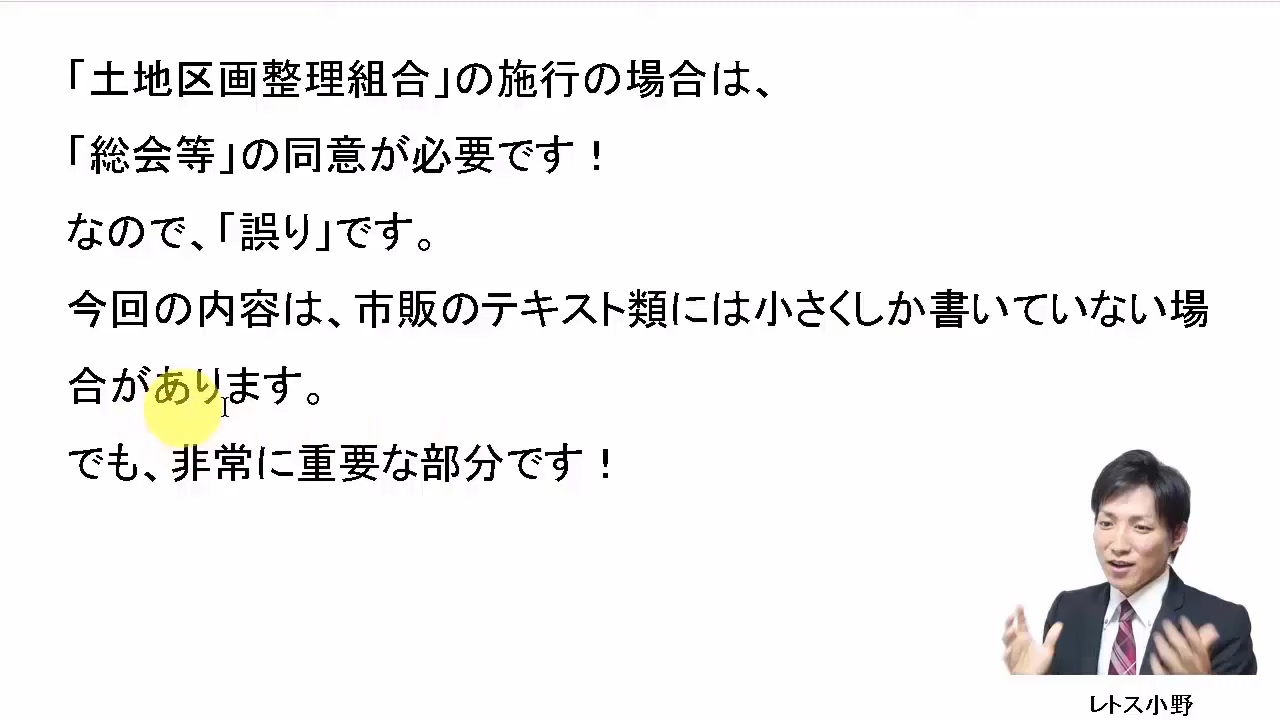 「土地区画整理組合」の施行の場合は、
「総会等」の同意が必要です！
なので、「誤り」です。
今回の内容は、市販のテキスト類には小さくしか書いていない場
合があります。
でも、非常に重要な部分です！
レトス小野